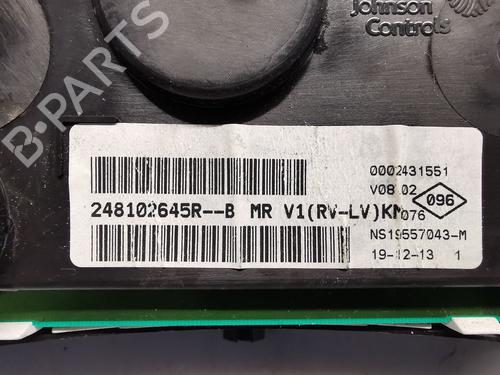 Johnson
Controls
B-PARTS
0002431551
V08 02
096
248102645R--B MR V1(RV-LV)KM
076
NS19557043-M
19-12-13 1